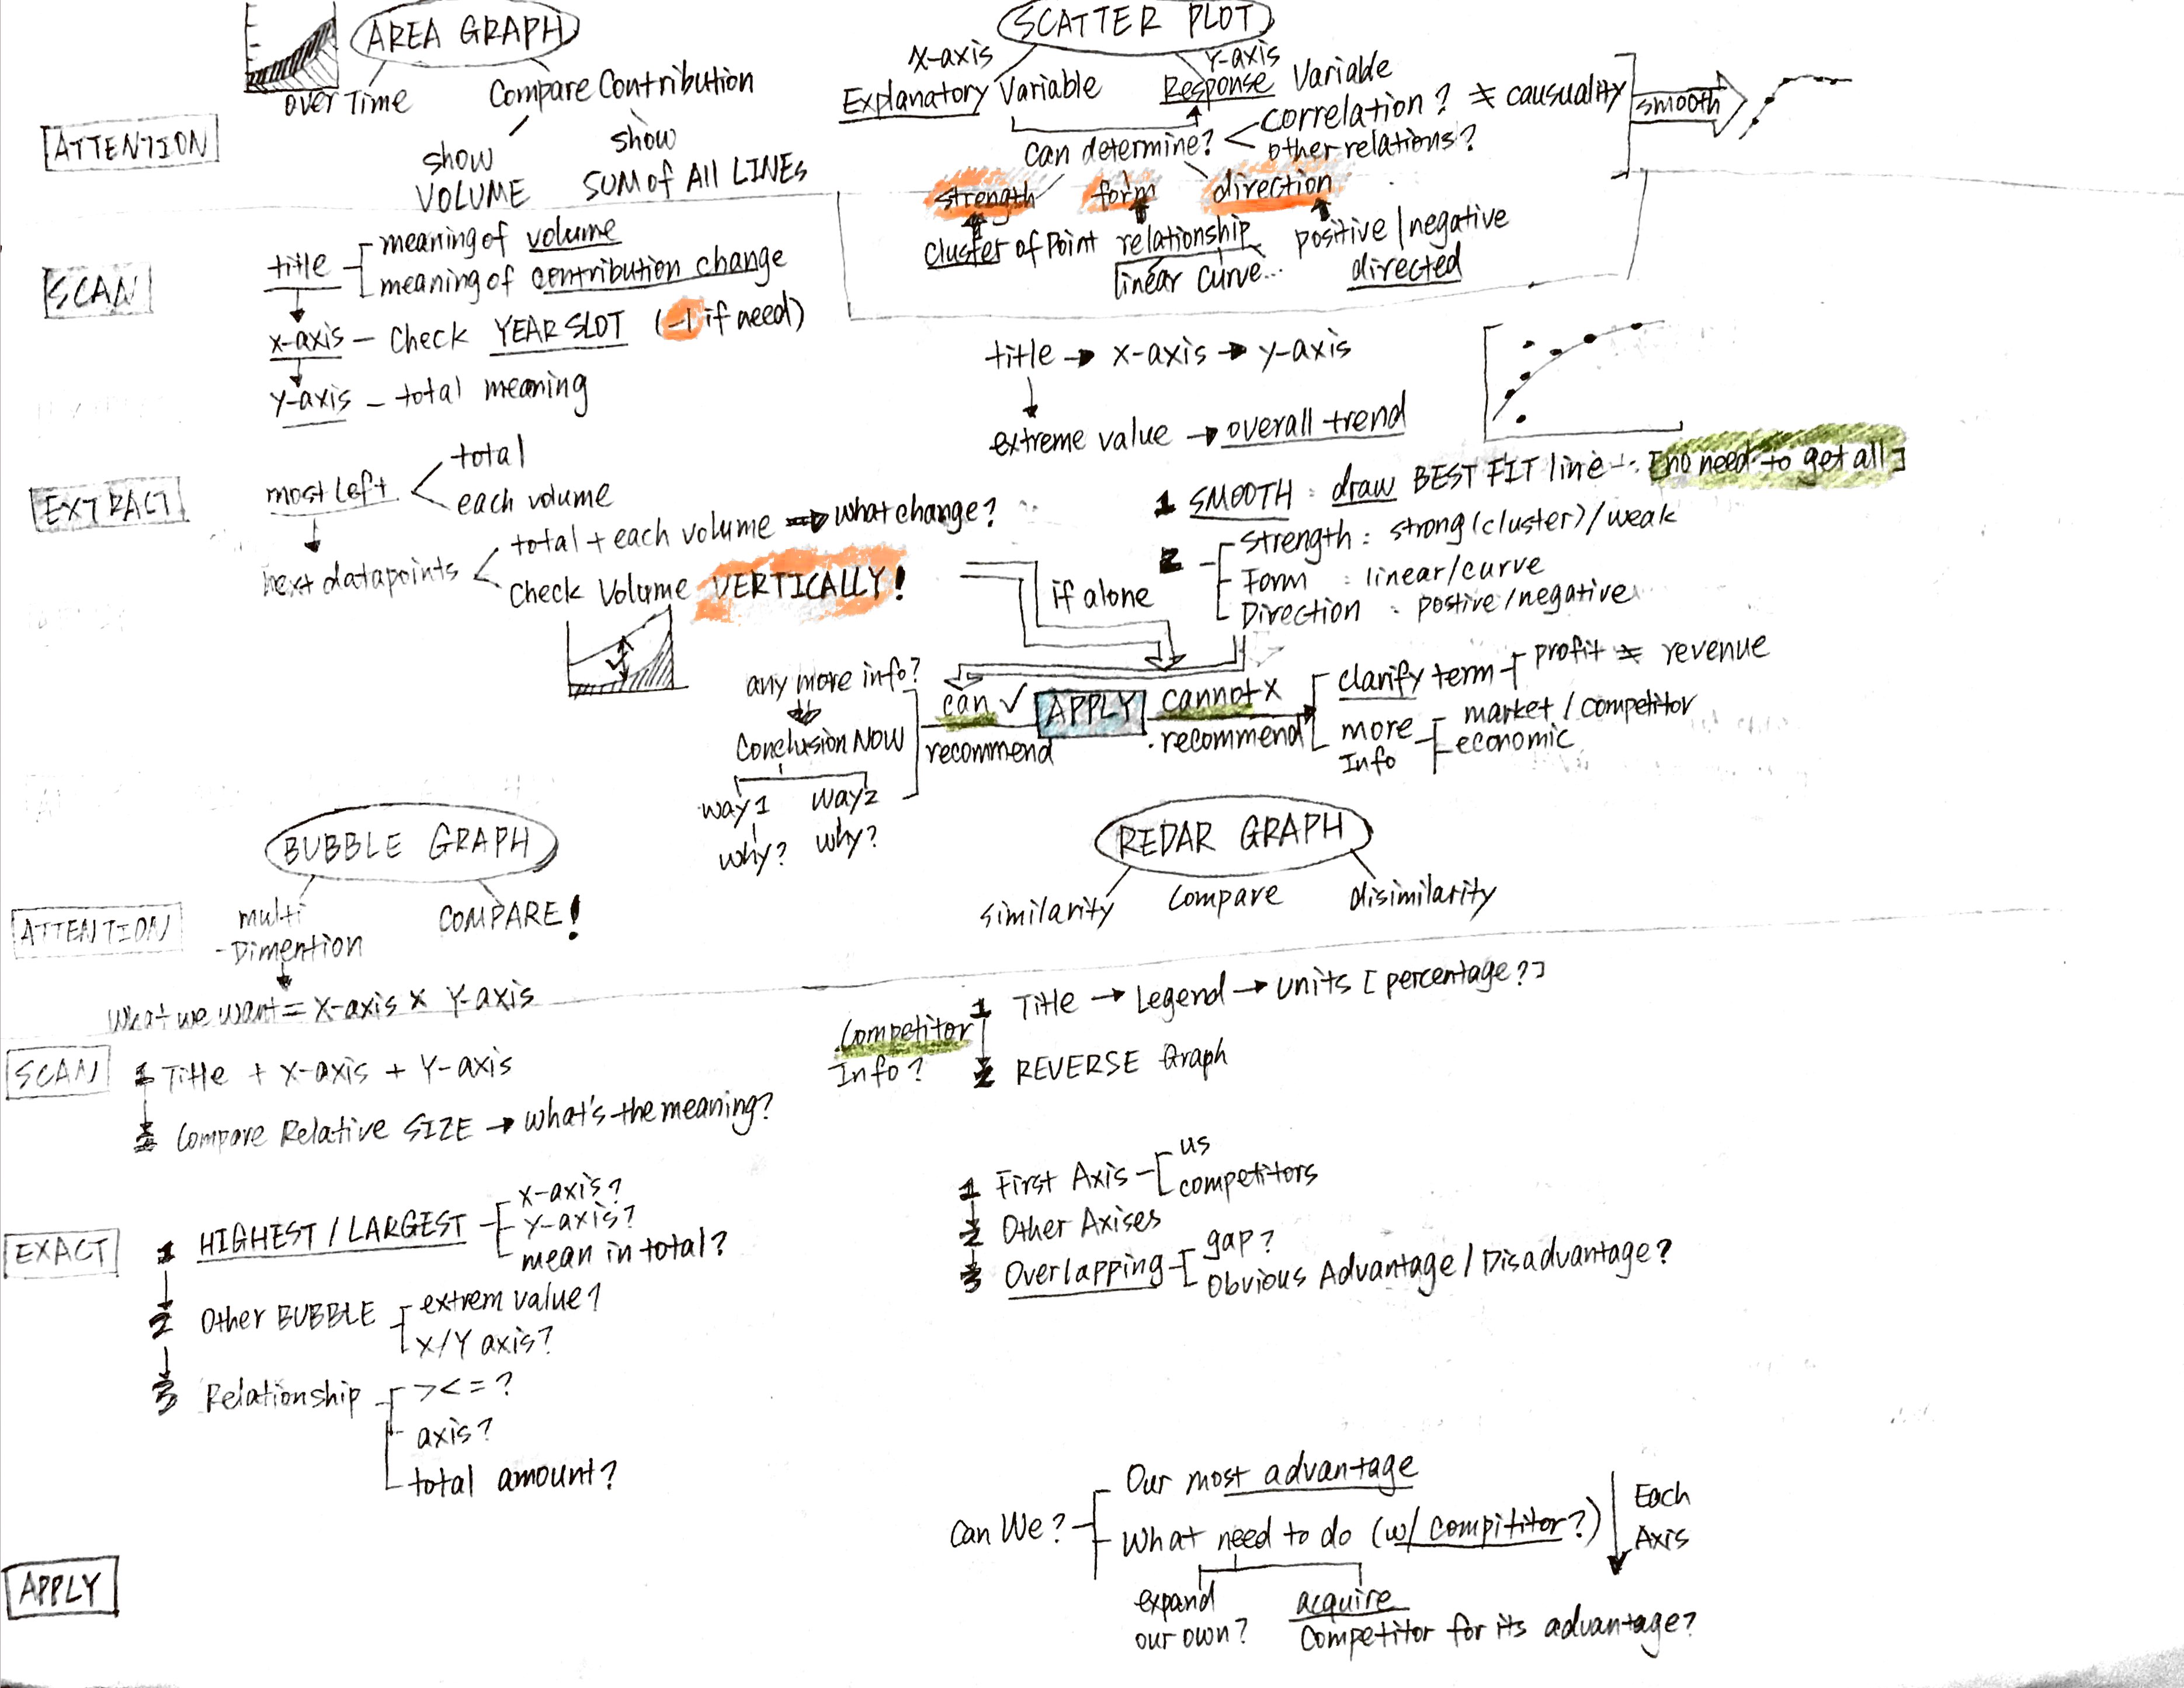 AREA GRAPH
over Time
Compare Contribution
show
VOLUME
show
SUM of All LINEs
SCATTER PLOT
X-axis
Explanatory Variable
Y-axis
Response Variable
can determine?
correlation? ≠ causuality
other relations?
smooth
strength
form
direction
cluster of Point
relationship
linear curve...
positive / negative
directed
ATTENTION
SCAN
title
meaning of volume
meaning of contribution change
x-axis – Check YEAR SLOT (-1 if need)
y-axis – total meaning
title → x-axis → y-axis
extreme value → overall trend
EXTRACT
most left
total
each volume
next datapoints
total + each volume ⇒ what change?
Check Volume VERTICALLY!
1 SMOOTH : draw BEST FIT line ... [no need to get all]
2
Strength : strong (cluster) / weak
Form : linear/curve
Direction : postive / negative
if alone
APPLY
can ✓
recommend
any more info?
Conclusion NOW
way 1
why?
way 2
why?
cannot x
recommend
clarify term
profit ≠ revenue
more
Info
market / competitor
economic
BUBBLE GRAPH
multi
-Dimention
COMPARE!
What we want = X-axis x Y-axis
REDAR GRAPH
similarity
compare
disimilarity
ATTENTION
SCAN
1 Title + X-axis + Y-axis
2 Compare Relative SIZE → what's the meaning?
Competitor
Info?
1 Title → Legend → units [percentage?]
2 REVERSE Graph
EXACT
1 HIGHEST / LARGEST
x-axis?
y-axis?
mean in total?
2 Other BUBBLE
extrem value?
X/Y axis?
3 Relationship
> < = ?
axis?
total amount?
1 First Axis
us
competitors
2 Other Axises
3 Overlapping
gap?
Obvious Advantage / Disadvantage?
APPLY
Can We?
Our most advantage
What need to do (w/ compititor?)
expand
our own?
acquire
Competitor for its advantage?
Each
Axis